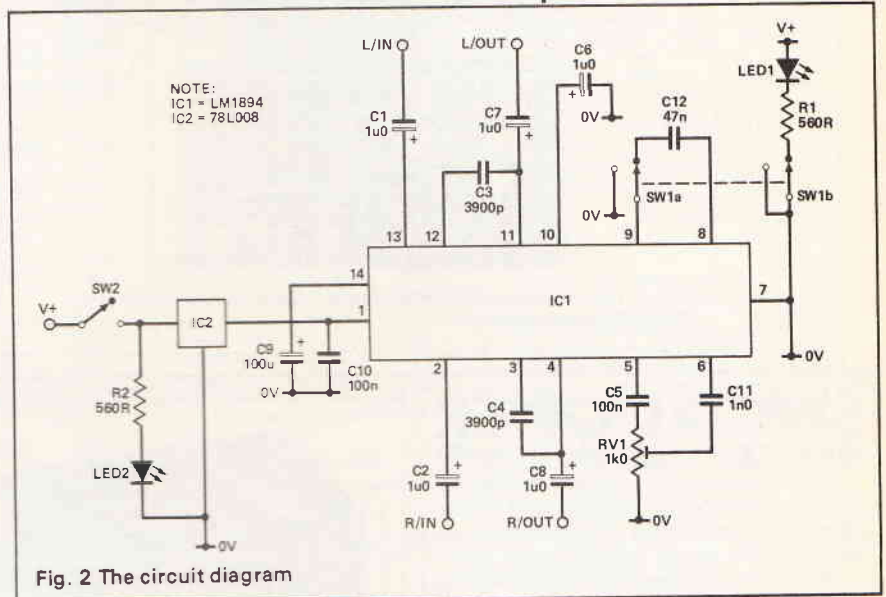 L/IN
L/OUT
V+
NOTE:
IC1 = LM1894
IC2 = 78L008
C1
1u0
+
C7
1u0
+
C6
1u0
+
0V
LED1
R1
560R
C12
47n
C3
3900p
0V
SW1a
SW1b
13
12
11
10
9
8
14
1
IC1
7
V+
SW2
IC2
C9
100u
+
C10
100n
0V
0V
2
3
4
5
6
R2
560R
LED2
C4
3900p
C5
100n
C11
1n0
C2
1u0
+
C8
1u0
+
RV1
1k0
R/IN
R/OUT
0V
0V
Fig. 2 The circuit diagram